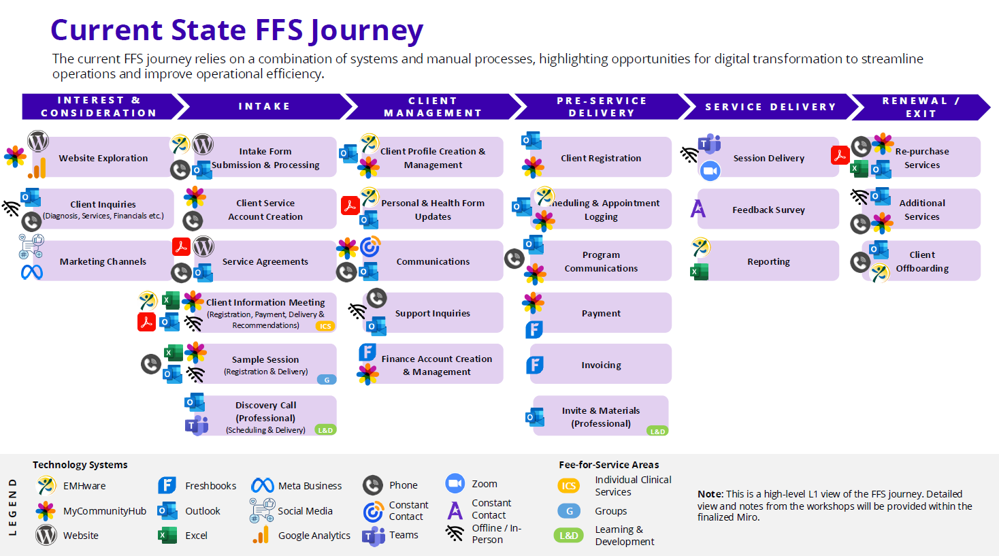 Current State FFS Journey
The current FFS journey relies on a combination of systems and manual processes, highlighting opportunities for digital transformation to streamline
operations and improve operational efficiency.
INTEREST &
CONSIDERATION
INTAKE
CLIENT
MANAGEMENT
PRE-SERVICE
DELIVERY
SERVICE DELIVERY
RENEWAL /
EXIT
Website Exploration
Client Inquiries
(Diagnosis, Services, Financials etc.)
Marketing Channels
Intake Form
Submission & Processing
Client Service
Account Creation
Service Agreements
Client Information Meeting
(Registration, Payment, Delivery &
Recommendations)
ICS
Sample Session
(Registration & Delivery)
G
Discovery Call
(Professional)
(Scheduling & Delivery)
L&D
Client Profile Creation &
Management
Personal & Health Form
Updates
Communications
Support Inquiries
Finance Account Creation
& Management
Client Registration
heduling & Appointment
Logging
Program
Communications
Payment
Invoicing
Invite & Materials
(Professional)
L&D
Session Delivery
Feedback Survey
Reporting
Re-purchase
Services
Additional
Services
Client
Offboarding
LEGEND
Technology Systems
EMHware
MyCommunityHub
Website
Freshbooks
Outlook
Excel
Meta Business
Social Media
Google Analytics
Phone
Constant
Contact
Teams
Zoom
Constant
Contact
Offline / In-
Person
Fee-for-Service Areas
ICS
Individual Clinical
Services
G
Groups
L&D
Learning &
Development
Note: This is a high-level L1 view of the FFS journey. Detailed
view and notes from the workshops will be provided within the
finalized Miro.